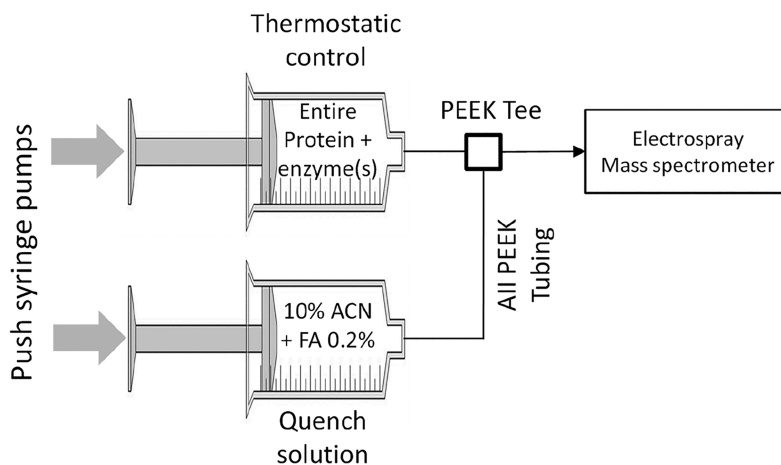 Thermostatic
control
Entire
Protein +
enzyme(s)
PEEK Tee
Electrospray
Mass spectrometer
Push syringe pumps
All PEEK
Tubing
10% ACN
+ FA 0.2%
Quench
solution